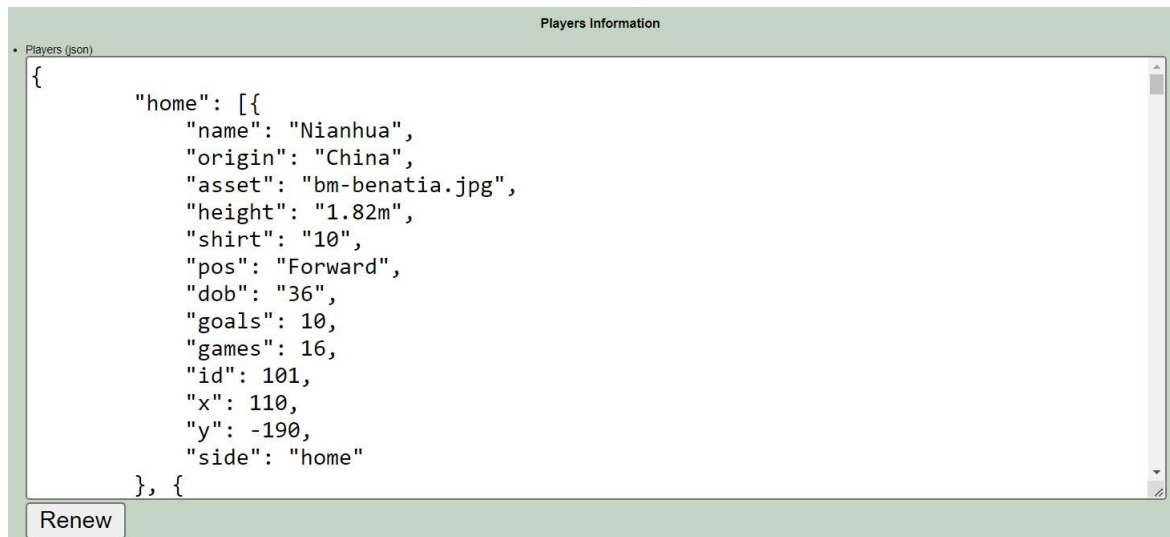 Players Information
Players (json)
{
"home": [{
"name": "Nianhua",
"origin": "China",
"asset": "bm-benatia.jpg",
"height": "1.82m",
"shirt": "10",
"pos": "Forward",
"dob": "36",
"goals": 10,
"games": 16,
"id": 101,
"x": 110,
"y": -190,
"side": "home"
}, {
Renew